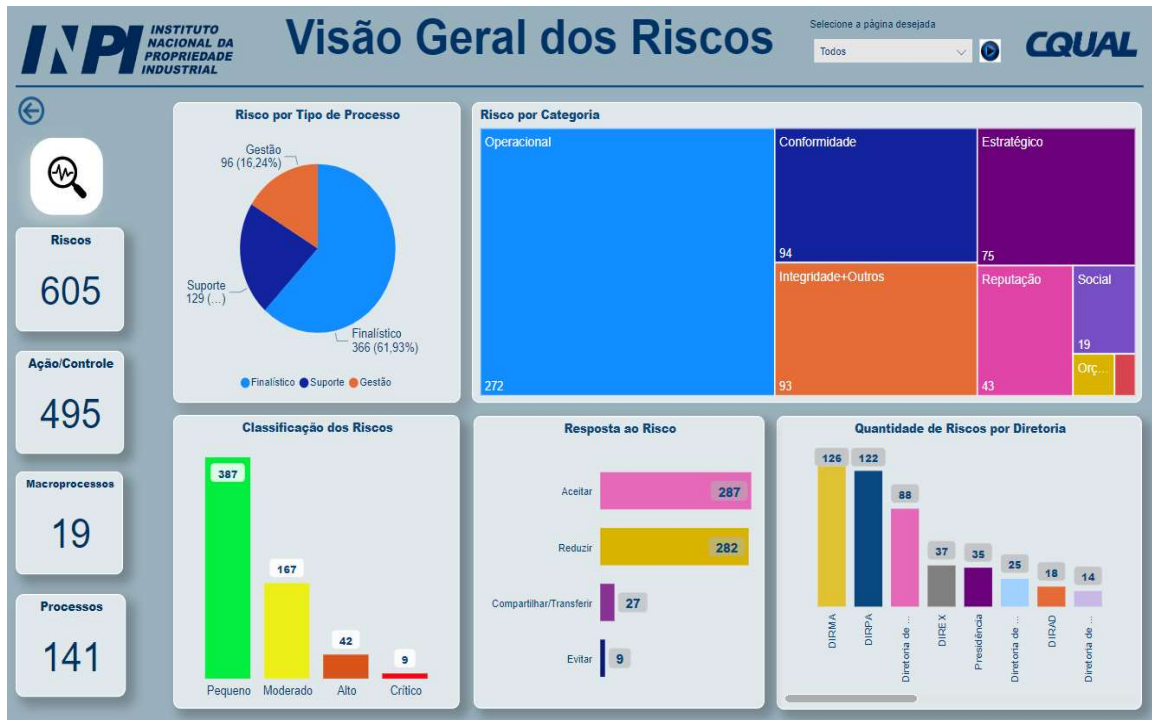 INPI
INSTITUTO
NACIONAL DA
PROPRIEDADE
INDUSTRIAL
Visão Geral dos Riscos
Selecione a página desejada
Todos
CQUAL
Riscos
605
Ação/Controle
495
Macroprocessos
19
Processos
141
Risco por Tipo de Processo
Gestão
96 (16,24%)
Suporte
129 (...)
Finalístico
366 (61,93%)
Finalístico Suporte Gestão
Risco por Categoria
Operacional
272
Conformidade
94
Estratégico
75
Integridade+Outros
93
Reputação
43
Social
19
Orç...
Classificação dos Riscos
387
167
42
9
Pequeno Moderado Alto Crítico
Resposta ao Risco
Aceitar 287
Reduzir 282
Compartilhar/Transferir 27
Evitar 9
Quantidade de Riscos por Diretoria
126 122 88 37 35 25 18 14
DIRMA
DIRPA
Diretoria de ...
DIREX
Presidência
Diretoria de ...
DIRAD
Diretoria de ...